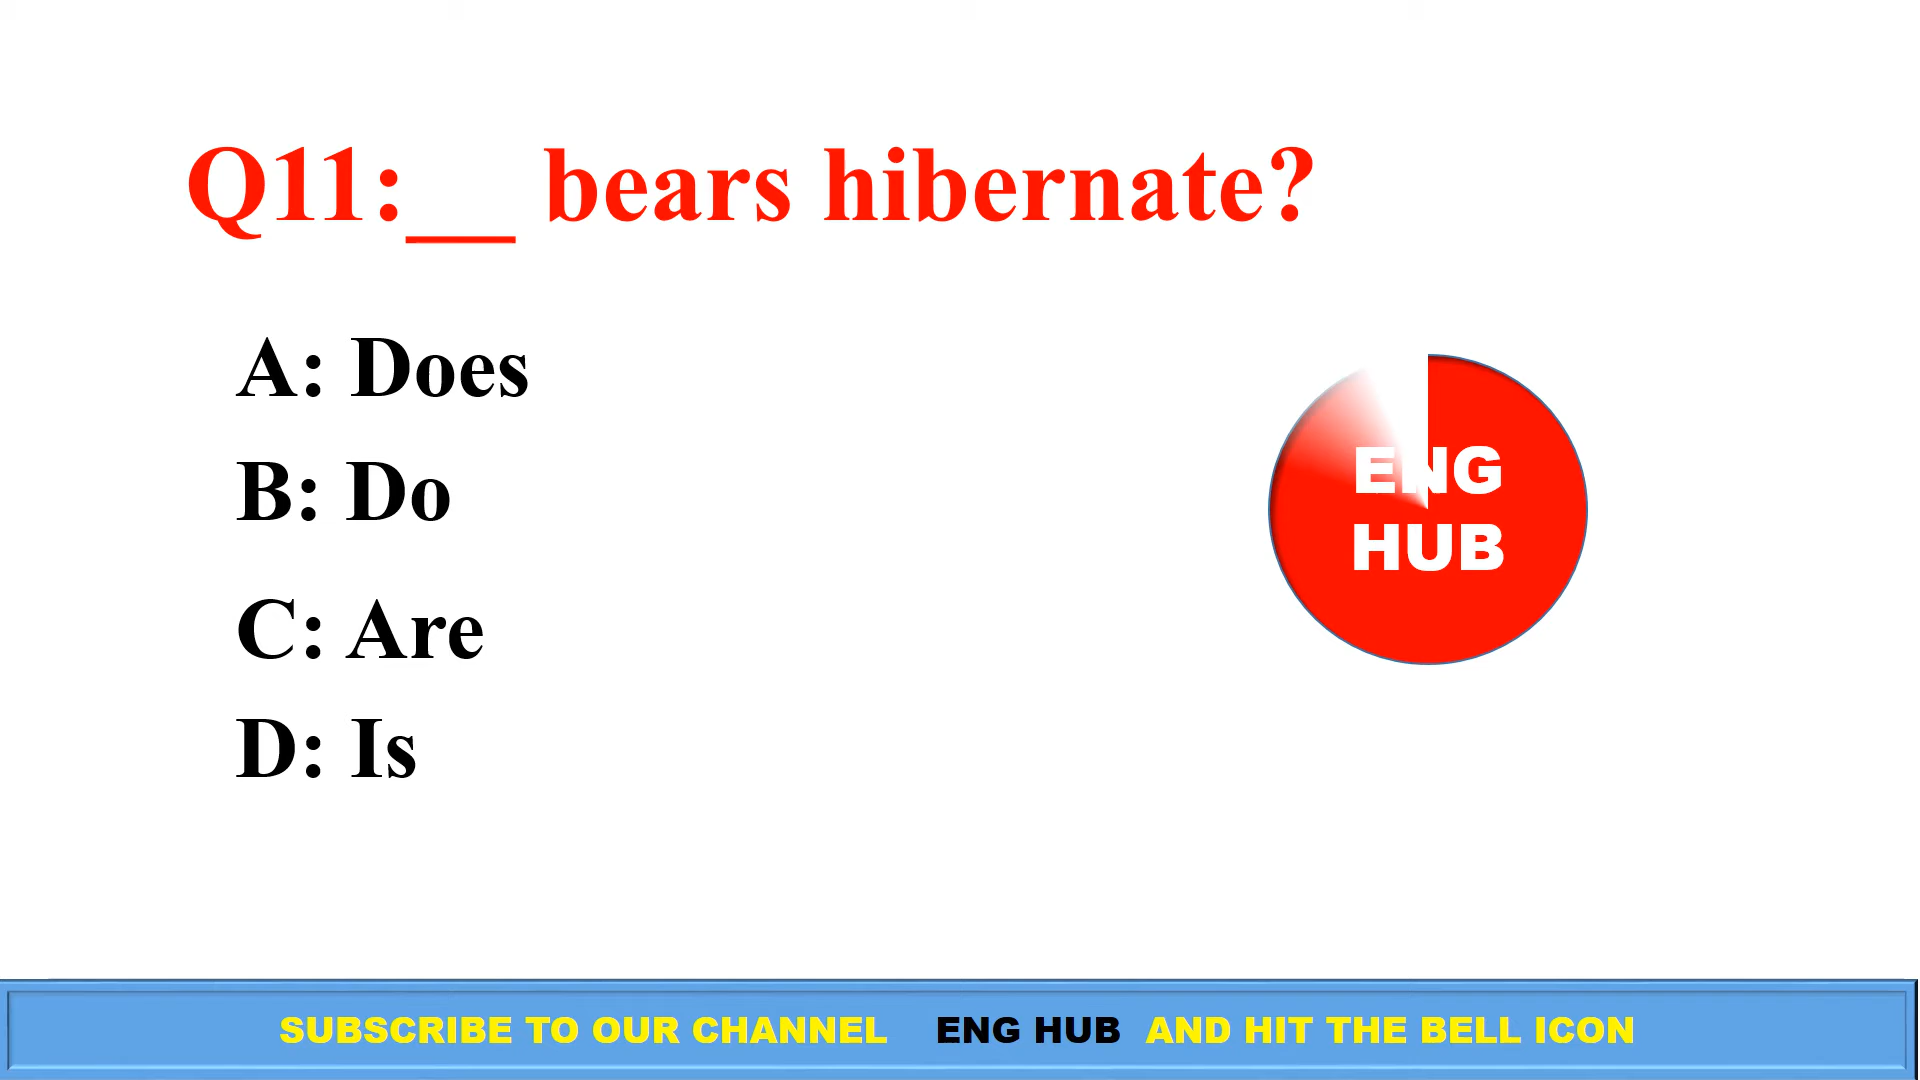 Q11:__ bears hibernate?
A: Does
B: Do
C: Are
D: Is
ENG
HUB
SUBSCRIBE TO OUR CHANNEL ENG HUB AND HIT THE BELL ICON